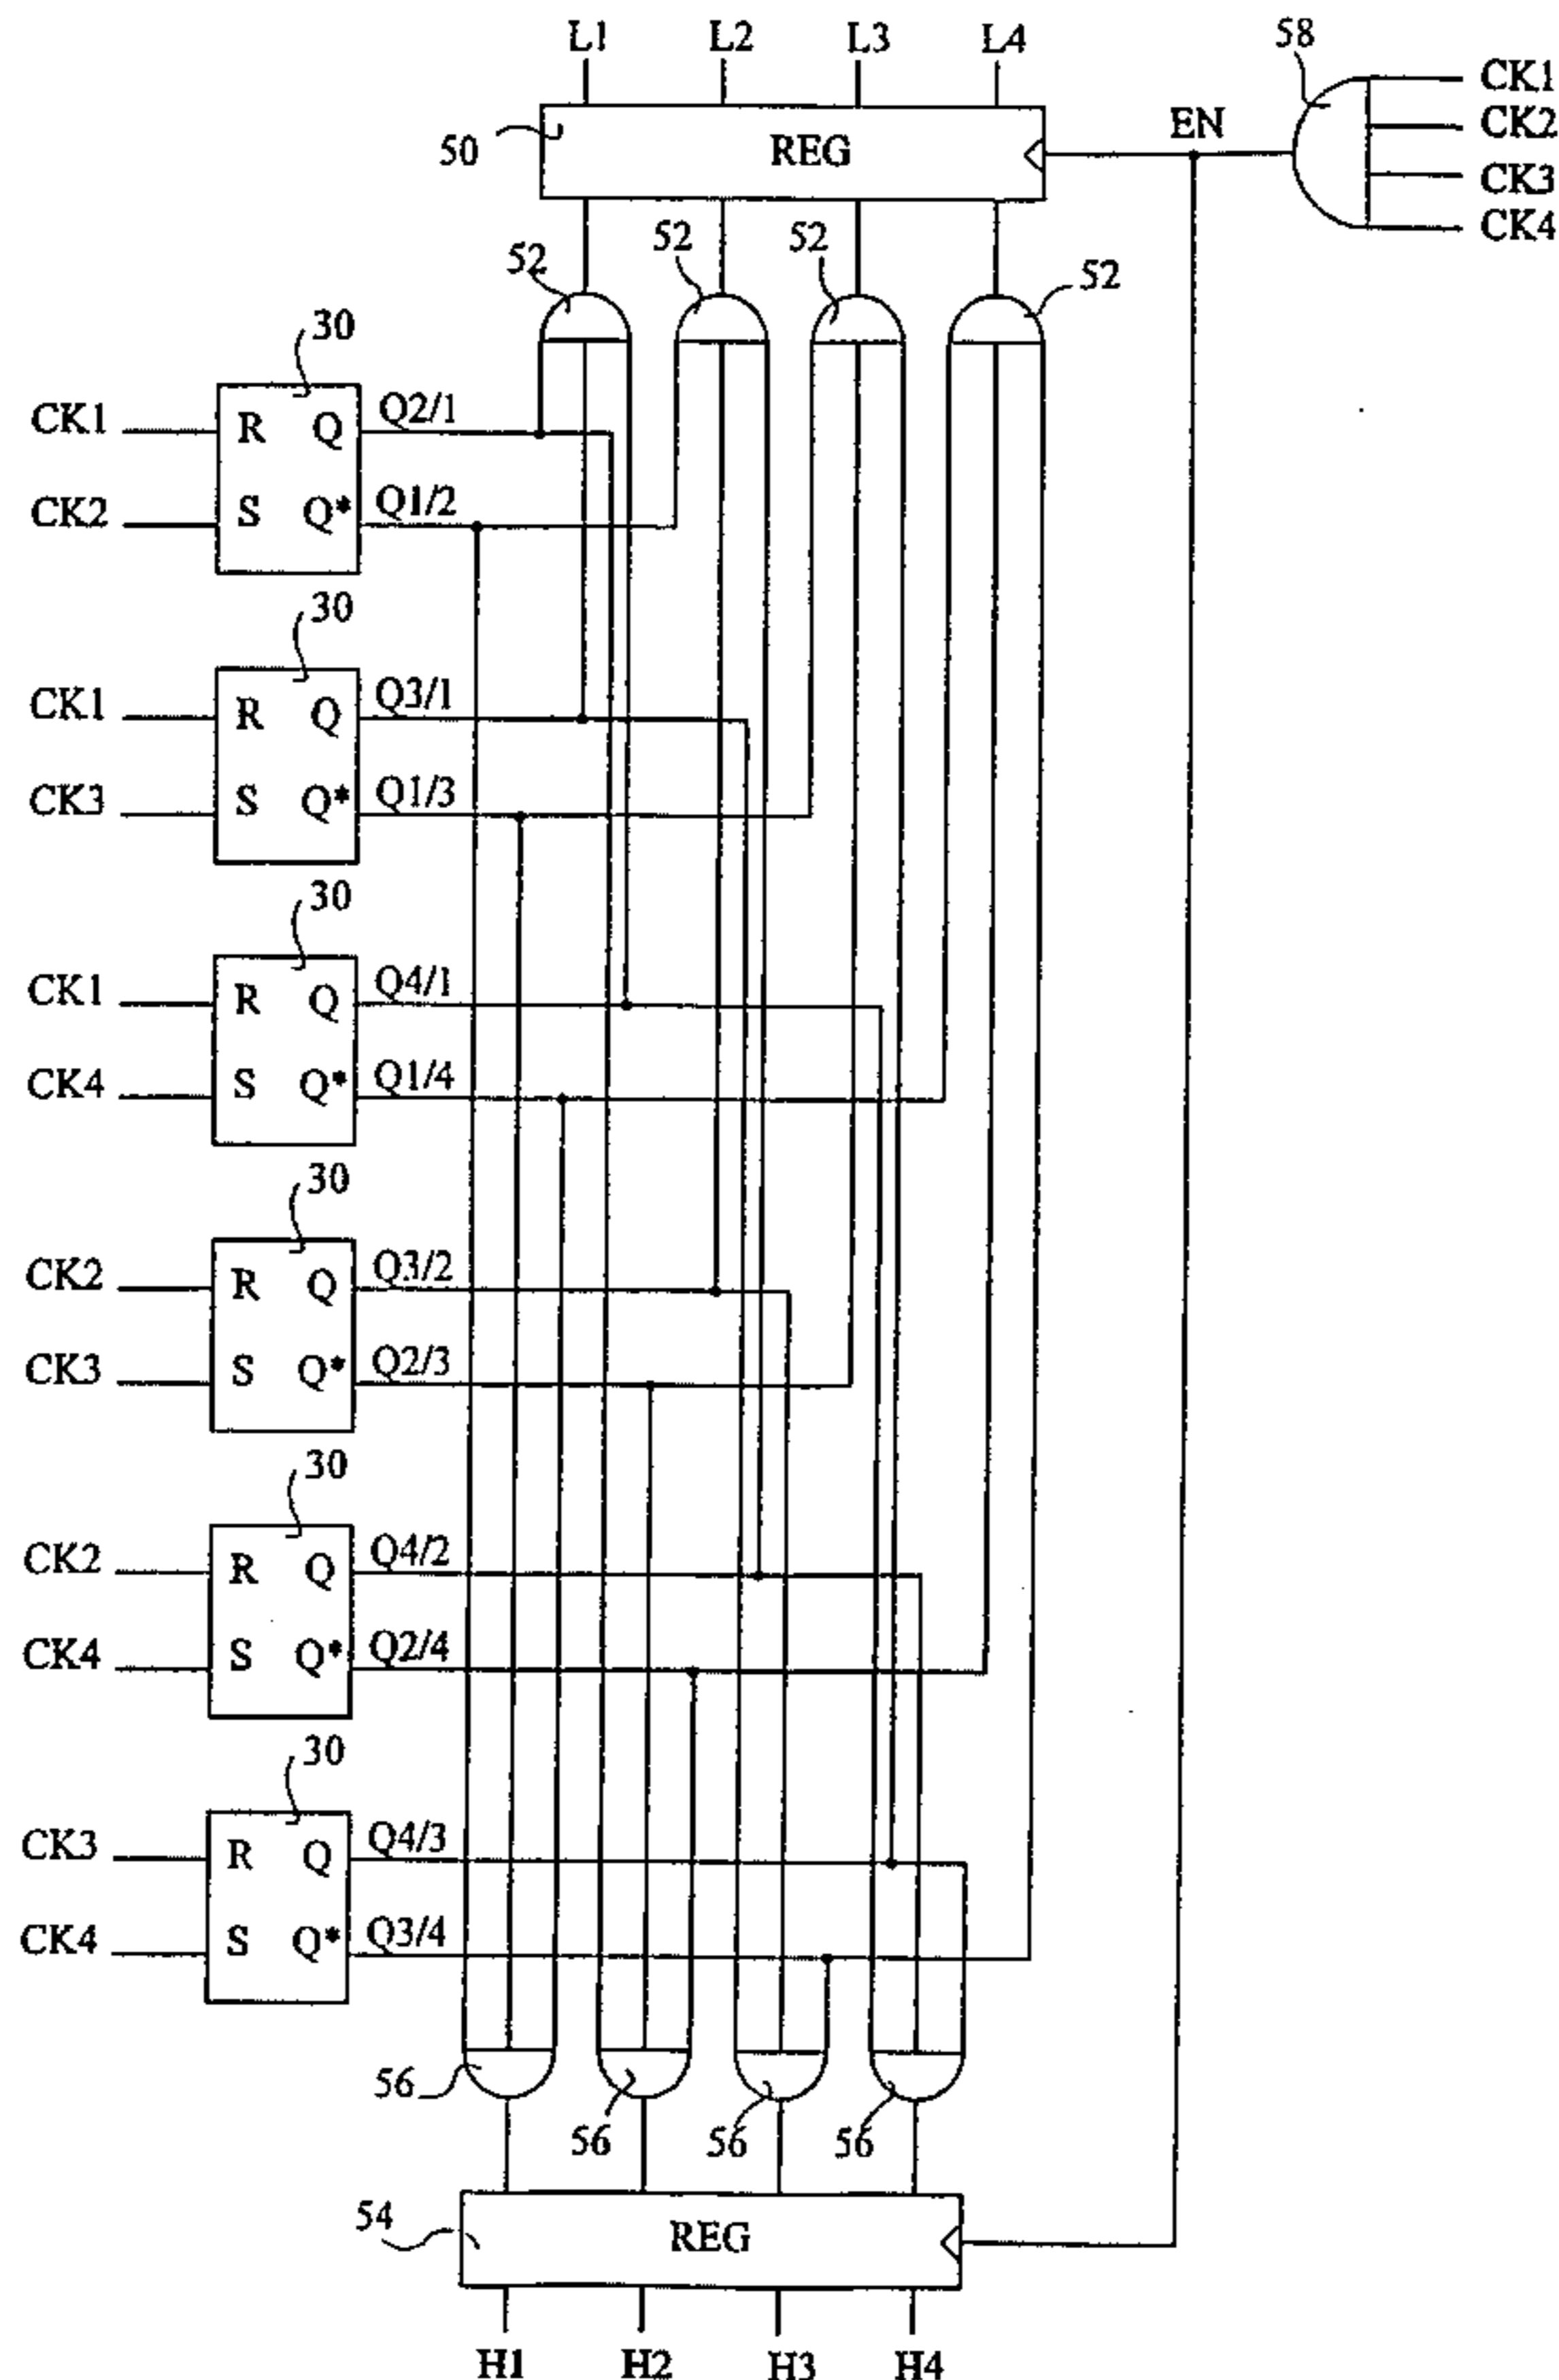 L1 L2 L3 L4
58
CK1
CK2
CK3
CK4
EN
50
REG
52 52 52 52
30
CK1 R Q Q2/1
CK2 S Q* Q1/2
30
CK1 R Q Q3/1
CK3 S Q* Q1/3
30
CK1 R Q Q4/1
CK4 S Q* Q1/4
30
CK2 R Q Q3/2
CK3 S Q* Q2/3
30
CK2 R Q Q4/2
CK4 S Q* Q2/4
30
CK3 R Q Q4/3
CK4 S Q* Q3/4
56 56 56 56
54
REG
H1 H2 H3 H4